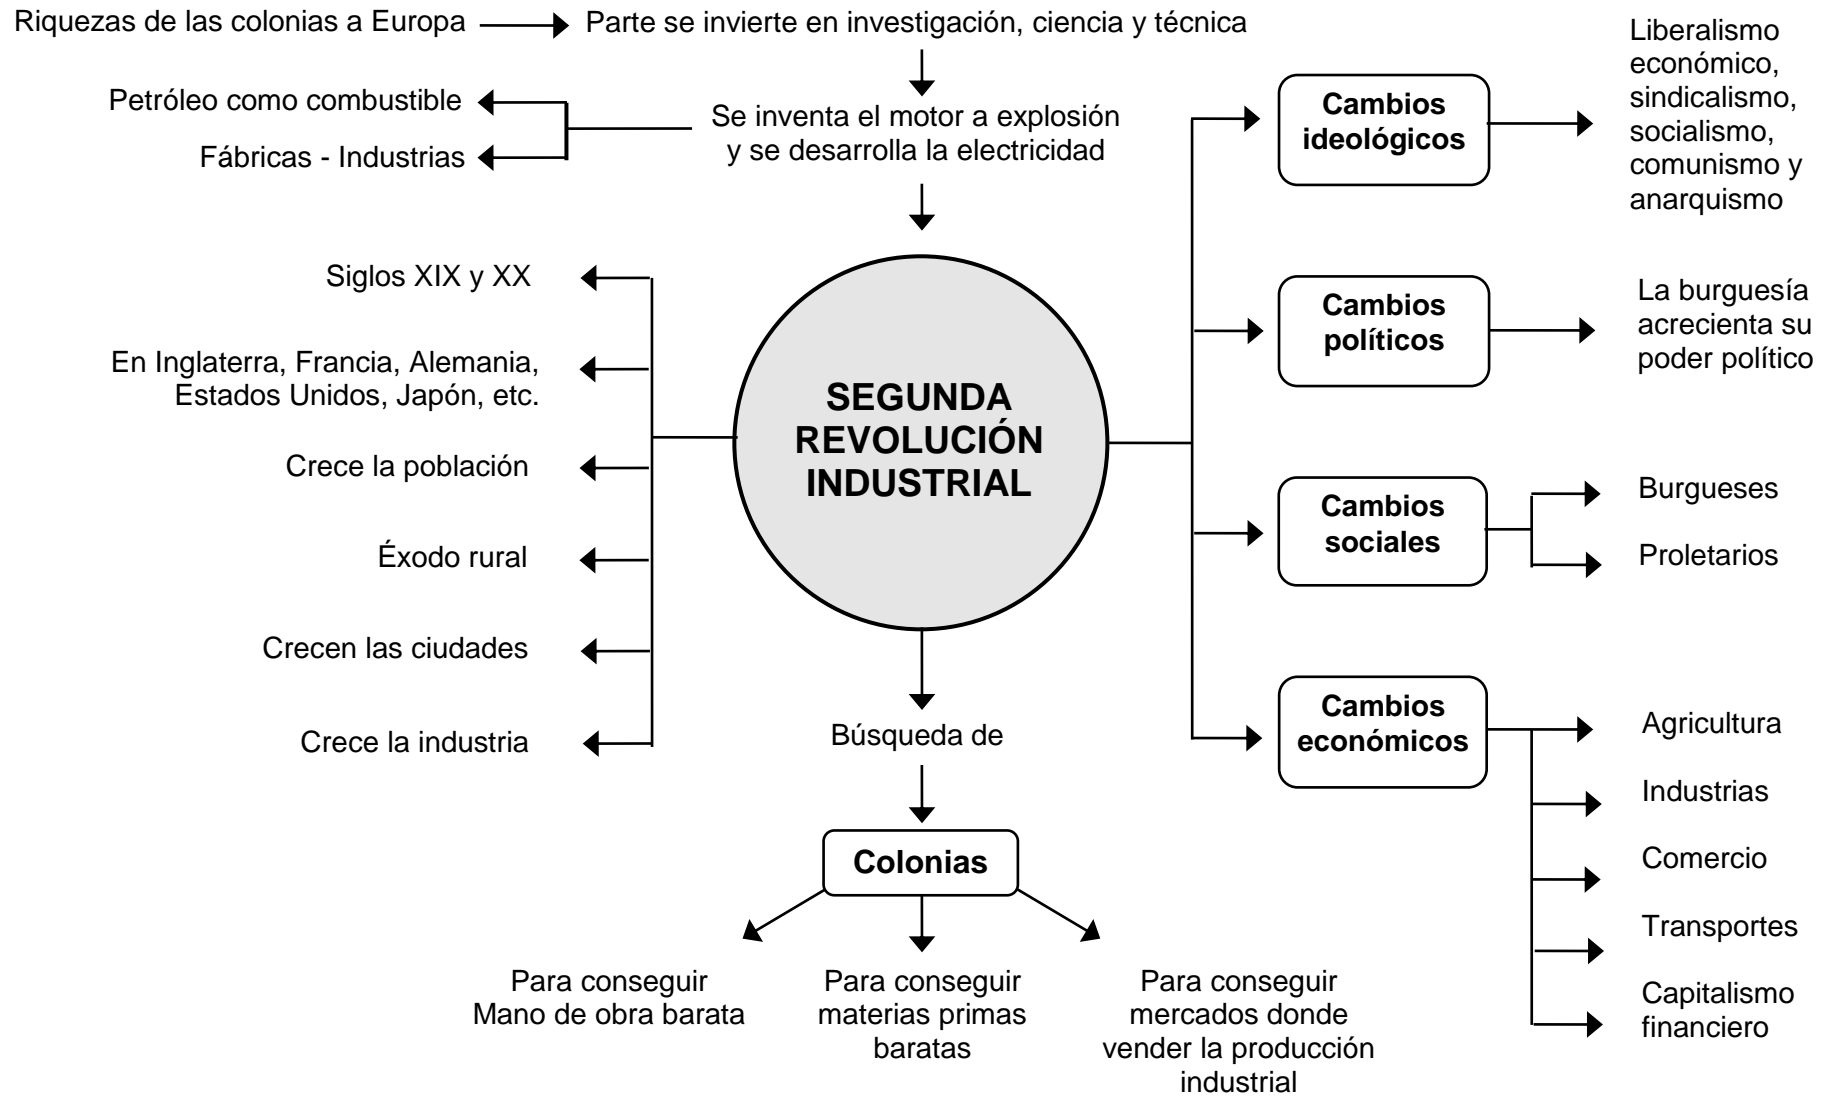 Riquezas de las colonias a Europa
Parte se invierte en investigación, ciencia y técnica
Petróleo como combustible
Fábricas - Industrias
Se inventa el motor a explosión
y se desarrolla la electricidad
SEGUNDA
REVOLUCIÓN
INDUSTRIAL
Siglos XIX y XX
En Inglaterra, Francia, Alemania,
Estados Unidos, Japón, etc.
Crece la población
Éxodo rural
Crecen las ciudades
Crece la industria
Cambios
ideológicos
Liberalismo
económico,
sindicalismo,
socialismo,
comunismo y
anarquismo
Cambios
políticos
La burguesía
acrecienta su
poder político
Cambios
sociales
Burgueses
Proletarios
Cambios
económicos
Agricultura
Industrias
Comercio
Transportes
Capitalismo
financiero
Búsqueda de
Colonias
Para conseguir
Mano de obra barata
Para conseguir
materias primas
baratas
Para conseguir
mercados donde
vender la producción
industrial